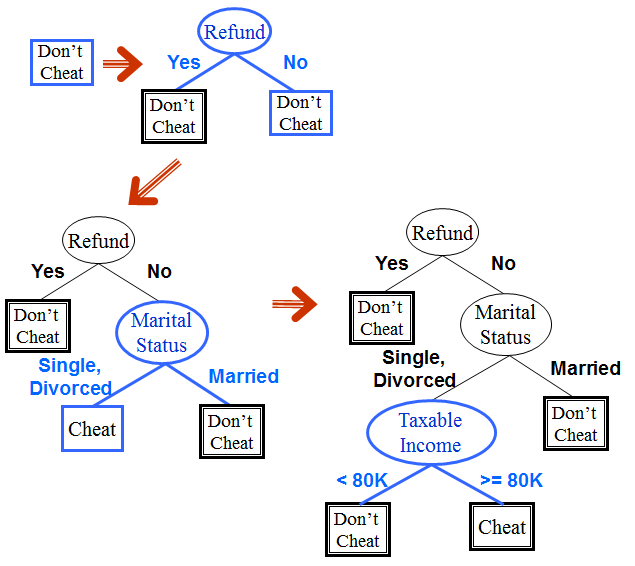 Don't
Cheat
Refund
Yes
No
Don't
Cheat
Don't
Cheat
Refund
Yes
No
Don't
Cheat
Marital
Status
Single,
Divorced
Married
Cheat
Don't
Cheat
Refund
Yes
No
Don't
Cheat
Marital
Status
Single,
Divorced
Married
Taxable
Income
Don't
Cheat
< 80K
>= 80K
Don't
Cheat
Cheat